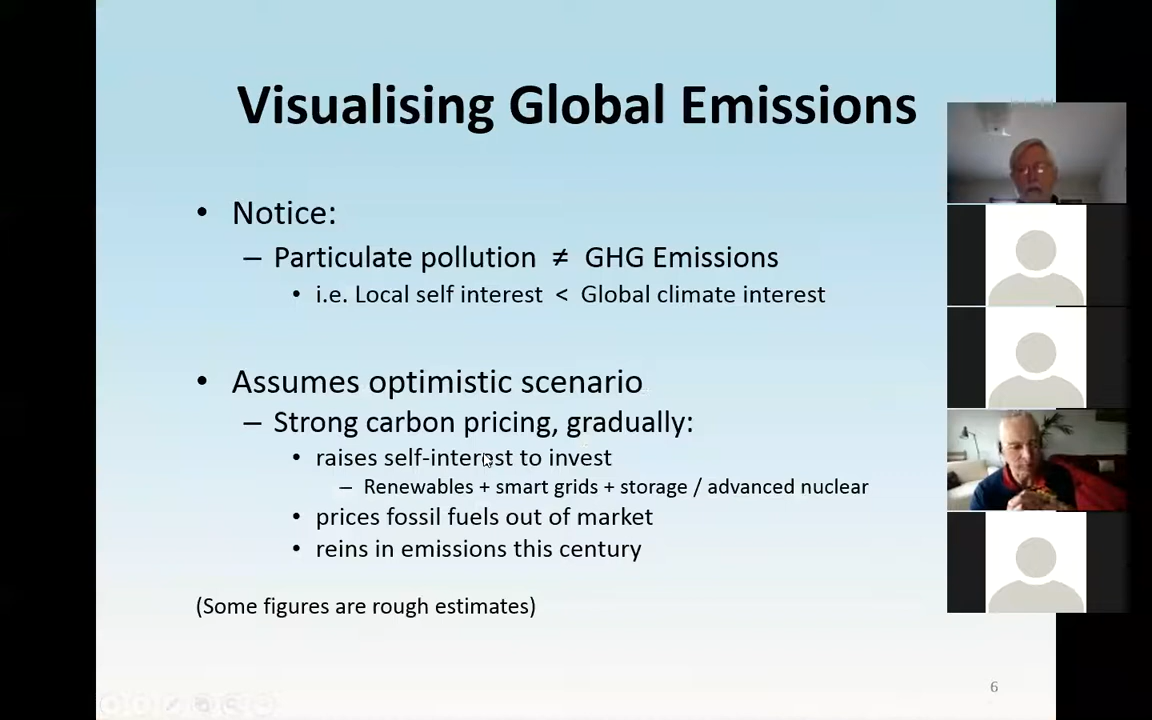 Visualising Global Emissions
• Notice:
– Particulate pollution ≠ GHG Emissions
• i.e. Local self interest < Global climate interest
• Assumes optimistic scenario
– Strong carbon pricing, gradually:
• raises self-interest to invest
– Renewables + smart grids + storage / advanced nuclear
• prices fossil fuels out of market
• reins in emissions this century
(Some figures are rough estimates)
6